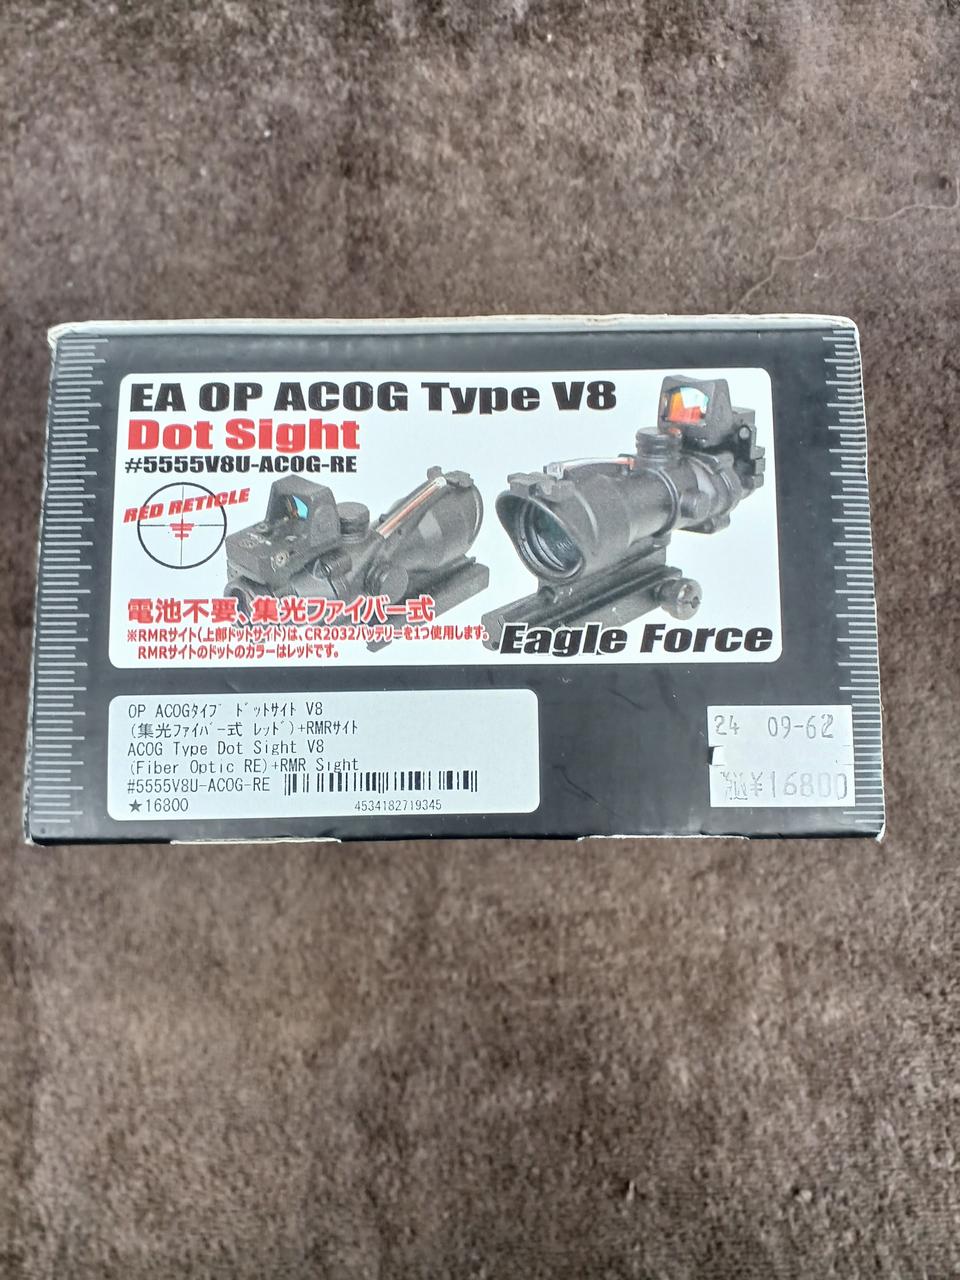 EA OP ACOG Type V8
Dot Sight
#5555V8U-ACOG-RE
RED RETICLE
電池不要、集光ファイバー式
※RMRサイト(上部ドットサイト)は、CR2032バッテリーを1つ使用します。
RMRサイトのドットのカラーはレッドです。
Eagle Force
OP ACOGﾀｲﾌﾟ ﾄﾞｯﾄｻｲﾄ V8
(集光ﾌｧｲﾊﾞｰ式 ﾚｯﾄﾞ)+RMRｻｲﾄ
ACOG Type Dot Sight V8
(Fiber Optic RE)+RMR Sight
#5555V8U-ACOG-RE
★16800
4534182719345
24 09-62
¥16800